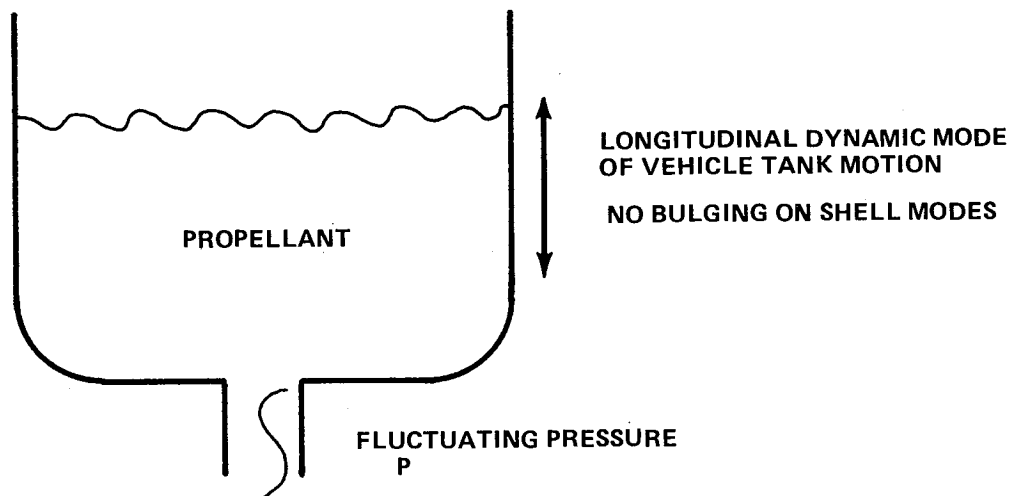 LONGITUDINAL DYNAMIC MODE
OF VEHICLE TANK MOTION
NO BULGING ON SHELL MODES
PROPELLANT
FLUCTUATING PRESSURE
P